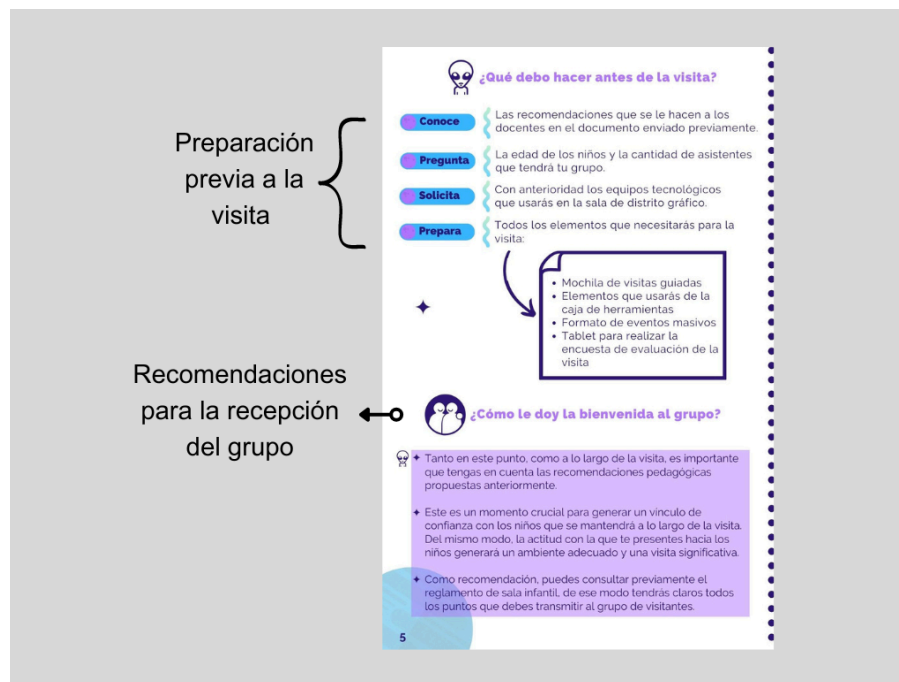 Preparación
previa a la
visita
¿Qué debo hacer antes de la visita?
Conoce
Las recomendaciones que se le hacen a los
docentes en el documento enviado previamente.
Pregunta
La edad de los niños y la cantidad de asistentes
que tendrá tu grupo.
Solicita
Con anterioridad los equipos tecnológicos
que usarás en la sala de distrito gráfico.
Prepara
Todos los elementos que necesitarás para la
visita:
• Mochila de visitas guiadas
• Elementos que usarás de la
caja de herramientas
• Formato de eventos masivos
• Tablet para realizar la
encuesta de evaluación de la
visita
Recomendaciones
para la recepción
del grupo
¿Cómo le doy la bienvenida al grupo?
Tanto en este punto, como a lo largo de la visita, es importante
que tengas en cuenta las recomendaciones pedagógicas
propuestas anteriormente.
Este es un momento crucial para generar un vinculo de
confianza con los niños que se mantendrá a lo largo de la visita.
Del mismo modo, la actitud con la que te presentes hacia los
niños generará un ambiente adecuado y una visita significativa.
Como recomendación, puedes consultar previamente el
reglamento de sala infantil, de ese modo tendrás claros todos
los puntos que debes transmitir al grupo de visitantes.
5